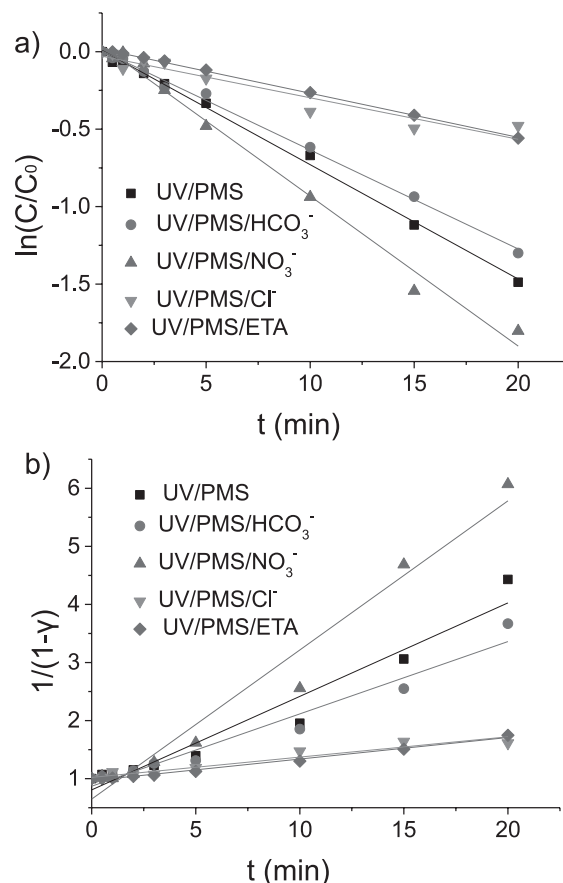 a)
0.0
-0.5
-1.0
-1.5
-2.0
ln(C/C₀)
UV/PMS
UV/PMS/HCO₃⁻
UV/PMS/NO₃⁻
UV/PMS/Cl⁻
UV/PMS/ETA
0 5 10 15 20
t (min)
b)
6
5
4
3
2
1
1/(1-γ)
UV/PMS
UV/PMS/HCO₃⁻
UV/PMS/NO₃⁻
UV/PMS/Cl⁻
UV/PMS/ETA
0 5 10 15 20
t (min)